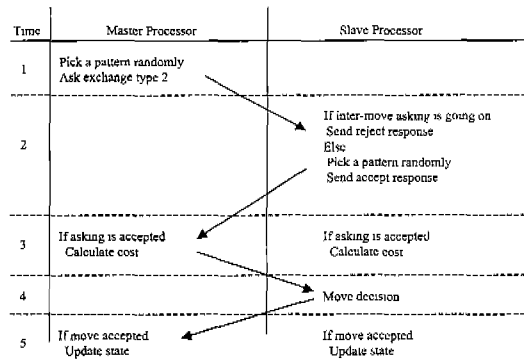 Time Master Processor Slave Processor
1 Pick a pattern randomly
Ask exchange type 2
2 If inter-move asking is going on
Send reject response
Else
Pick a pattern randomly
Send accept response
3 If asking is accepted If asking is accepted
Calculate cost Calculate cost
4 Move decision
5 If move accepted If move accepted
Update state Update state